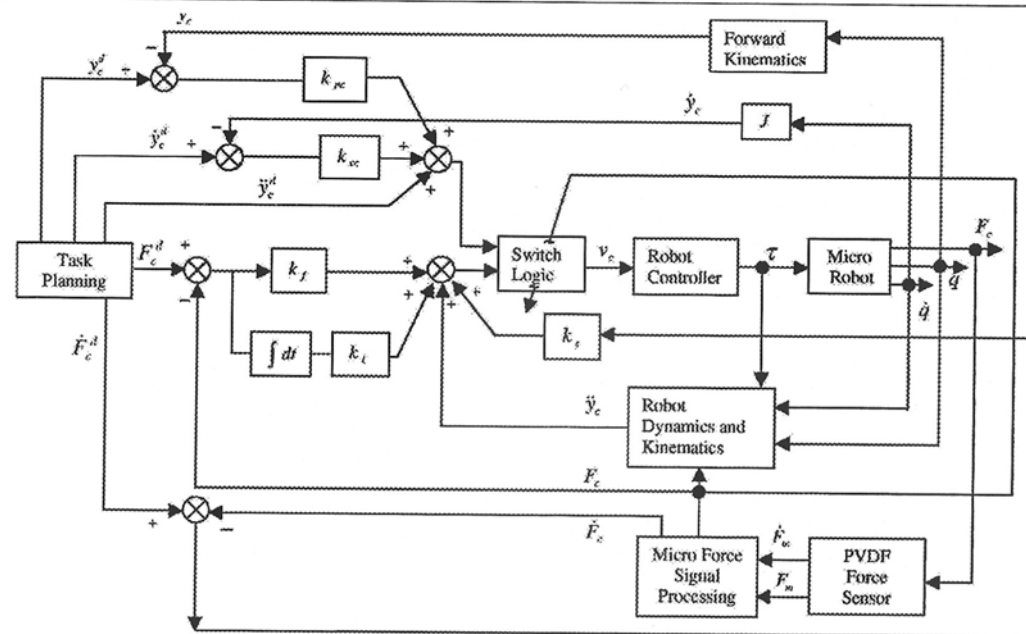 y_c
−
Forward
Kinematics
y_c^d
+
k_pc
ẏ_c
J
−
+
ẏ_c^d
+
k_vc
+
+
ÿ_c^d
Task
Planning
F_c^d
+
−
k_f
+
+
+
+
Switch
Logic
v_c
Robot
Controller
τ
Micro
Robot
F_c
q
q̇
Ḟ_c^d
∫ dt
k_i
k_s
ÿ_c
Robot
Dynamics and
Kinematics
F_c
+
−
Ḟ_c
Micro Force
Signal
Processing
Ḟ_m
F_m
PVDF
Force
Sensor